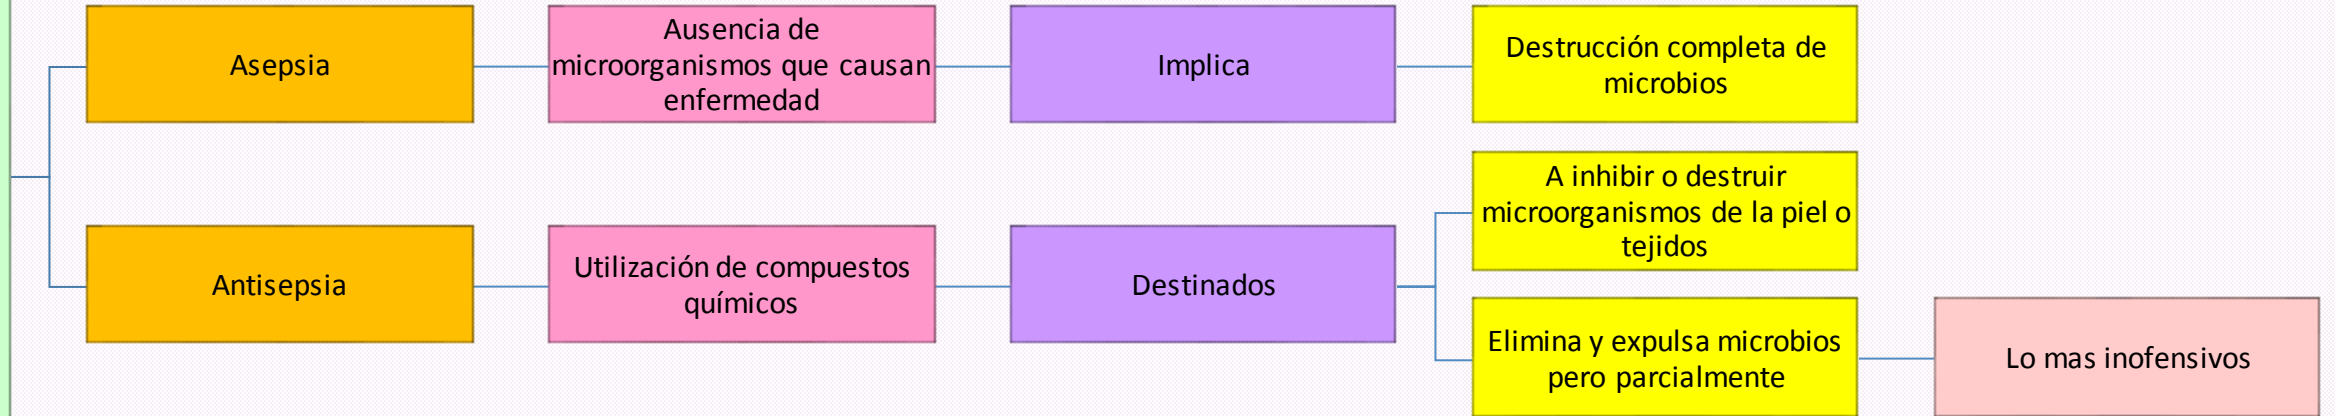 Asepsia
Ausencia de
microorganismos que causan
enfermedad
Implica
Destrucción completa de
microbios
Antisepsia
Utilización de compuestos
químicos
Destinados
A inhibir o destruir
microorganismos de la piel o
tejidos
Elimina y expulsa microbios
pero parcialmente
Lo mas inofensivos